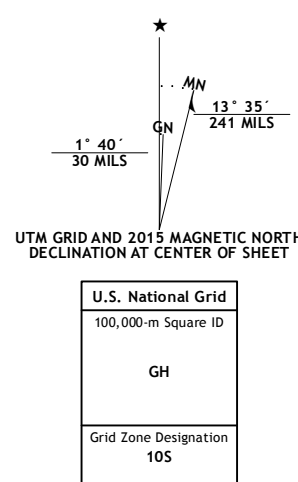 MN
GN
13° 35´
241 MILS
1° 40´
30 MILS
UTM GRID AND 2015 MAGNETIC NORTH
DECLINATION AT CENTER OF SHEET
U.S. National Grid
100,000-m Square ID
GH
Grid Zone Designation
10S